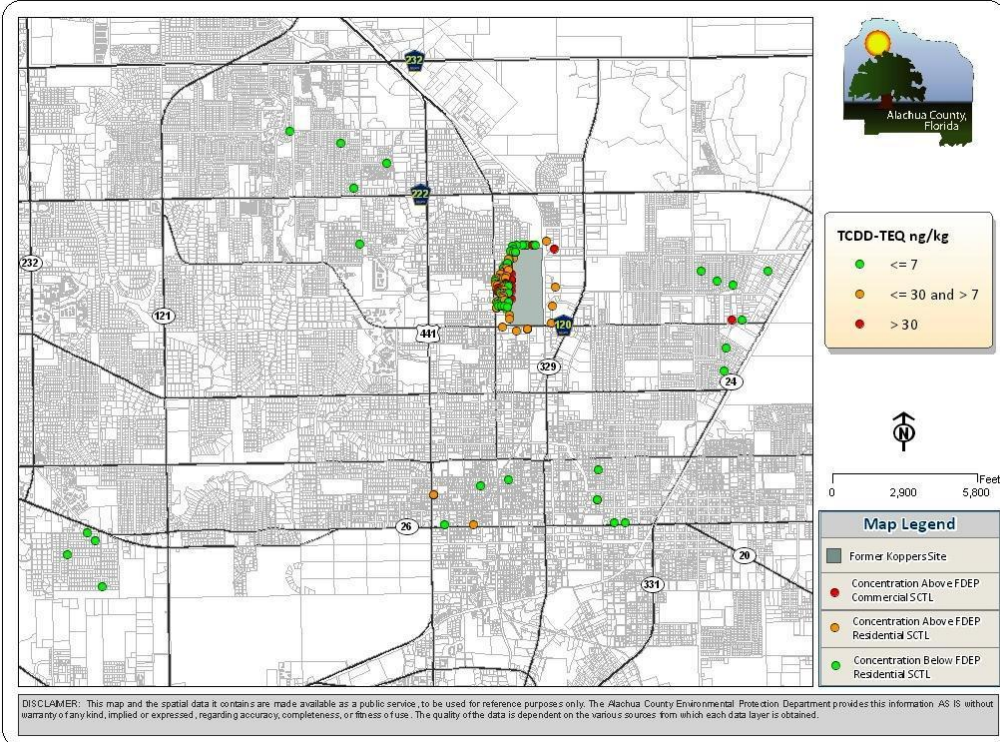 232
222
232
121
441
120
329
24
26
20
331
Alachua County,
Florida
TCDD-TEQ ng/kg
<= 7
<= 30 and > 7
> 30
N
Feet
0 2,900 5,800
Map Legend
Former Koppers Site
Concentration Above FDEP
Commercial SCTL
Concentration Above FDEP
Residential SCTL
Concentration Below FDEP
Residential SCTL
DISCLAIMER: This map and the spatial data it contains are made available as a public service, to be used for reference purposes only. The Alachua County Environmental Protection Department provides this information AS IS without
warranty of any kind, implied or expressed, regarding accuracy, completeness, or fitness of use. The quality of the data is dependent on the various sources from which each data layer is obtained.